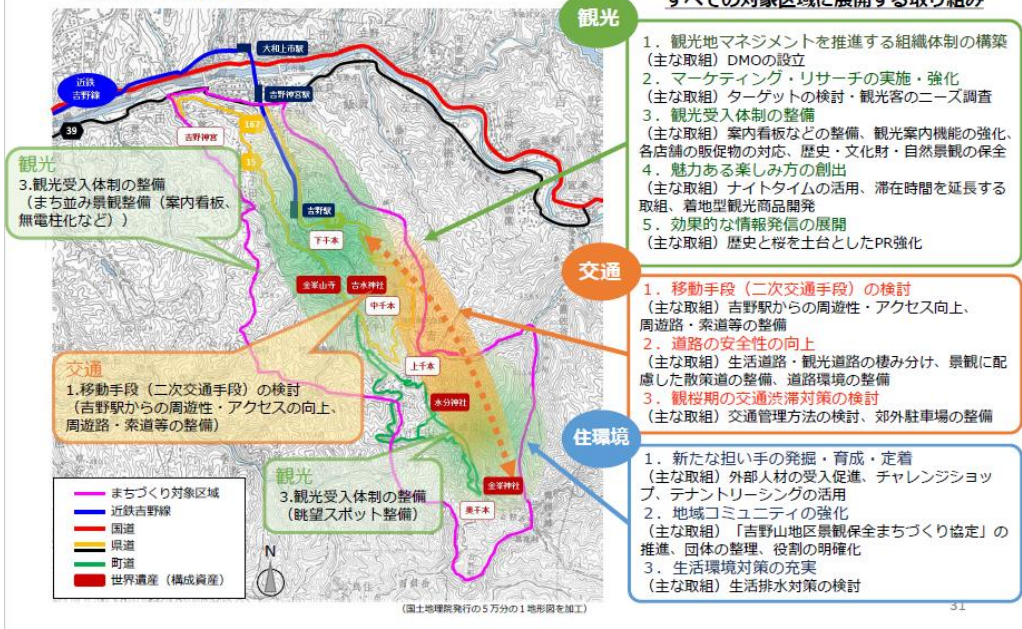 すべての対象区域に展開する取り組み
観光
1．観光地マネジメントを推進する組織体制の構築
（主な取組）DMOの設立
2．マーケティング・リサーチの実施・強化
（主な取組）ターゲットの検討・観光客のニーズ調査
3．観光受入体制の整備
（主な取組）案内看板などの整備、観光案内機能の強化、
各店舗の販促物の対応、歴史・文化財・自然景観の保全
4．魅力ある楽しみ方の創出
（主な取組）ナイトタイムの活用、滞在時間を延長する
取組、着地型観光商品開発
5．効果的な情報発信の展開
（主な取組）歴史と桜を土台としたPR強化
交通
1．移動手段（二次交通手段）の検討
（主な取組）吉野駅からの周遊性・アクセス向上、
周遊路・索道等の整備
2．道路の安全性の向上
（主な取組）生活道路・観光道路の棲み分け、景観に配
慮した散策道の整備、道路環境の整備
3．観桜期の交通渋滞対策の検討
（主な取組）交通管理方法の検討、郊外駐車場の整備
住環境
1．新たな担い手の発掘・育成・定着
（主な取組）外部人材の受入促進、チャレンジショッ
プ、テナントリーシングの活用
2．地域コミュニティの強化
（主な取組）「吉野山地区景観保全まちづくり協定」の
推進、団体の整理、役割の明確化
3．生活環境対策の充実
（主な取組）生活排水対策の検討
大和上市駅
近鉄
吉野線
吉野神宮駅
39
167
吉野神宮
15
観光
3.観光受入体制の整備
（まち並み景観整備（案内看板、
無電柱化など））
吉野駅
下千本
金峯山寺
吉水神社
中千本
上千本
交通
1.移動手段（二次交通手段）の検討
（吉野駅からの周遊性・アクセスの向上、
周遊路・索道等の整備）
水分神社
観光
3.観光受入体制の整備
（眺望スポット整備）
金峯神社
奥千本
まちづくり対象区域
近鉄吉野線
国道
県道
町道
世界遺産（構成資産）
N
（国土地理院発行の５万分の１地形図を加工）
31